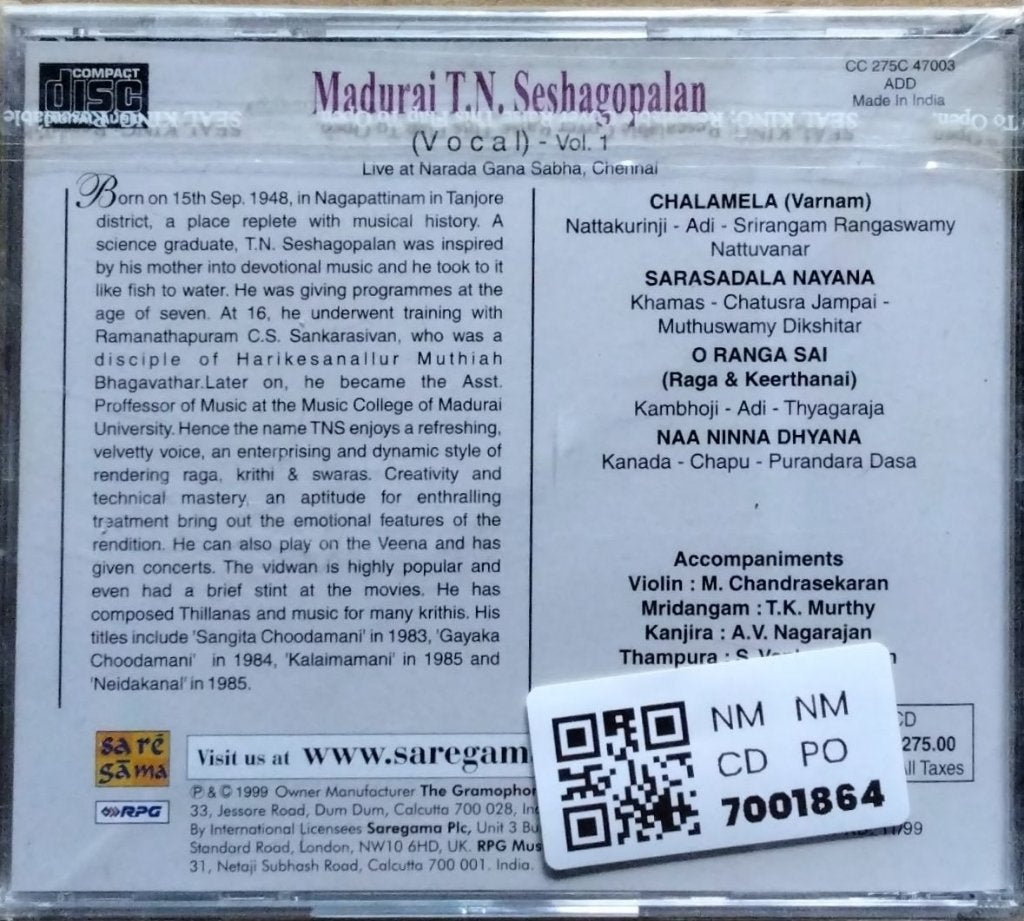 COMPACT
disc
Madurai T.N. Seshagopalan
(Vocal) - Vol. 1
Live at Narada Gana Sabha, Chennai
CC 275C 47003
ADD
Made In India
Born on 15th Sep. 1948, in Nagapattinam in Tanjore
district, a place replete with musical history. A
science graduate, T.N. Seshagopalan was inspired
by his mother into devotional music and he took to it
like fish to water. He was giving programmes at the
age of seven. At 16, he underwent training with
Ramanathapuram C.S. Sankarasivan, who was a
disciple of Harikesanallur Muthiah
Bhagavathar.Later on, he became the Asst.
Proffessor of Music at the Music College of Madurai
University. Hence the name TNS enjoys a refreshing,
velvetty voice, an enterprising and dynamic style of
rendering raga, krithi & swaras. Creativity and
technical mastery, an aptitude for enthralling
treatment bring out the emotional features of the
rendition. He can also play on the Veena and has
given concerts. The vidwan is highly popular and
even had a brief stint at the movies. He has
composed Thillanas and music for many krithis. His
titles include 'Sangita Choodamani' in 1983, 'Gayaka
Choodamani' in 1984, 'Kalaimamani' in 1985 and
'Neidakanal' in 1985.
CHALAMELA (Varnam)
Nattakurinji - Adi - Srirangam Rangaswamy
Nattuvanar
SARASADALA NAYANA
Khamas - Chatusra Jampai -
Muthuswamy Dikshitar
O RANGA SAI
(Raga & Keerthanai)
Kambhoji - Adi - Thyagaraja
NAA NINNA DHYANA
Kanada - Chapu - Purandara Dasa
Accompaniments
Violin : M. Chandrasekaran
Mridangam : T.K. Murthy
Kanjira : A.V. Nagarajan
Thampura : S.
sa rē
gāma
RPG
Visit us at www.saregam
℗ & © 1999 Owner Manufacturer The Gramophon
33, Jessore Road, Dum Dum, Calcutta 700 028, In
By International Licensees Saregama Plc, Unit 3 Bu
Standard Road, London, NW10 6HD, UK. RPG Mus
31, Netaji Subhash Road, Calcutta 700 001. India.
NM NM
CD PO
7001864
CD
275.00
All Taxes
11/99